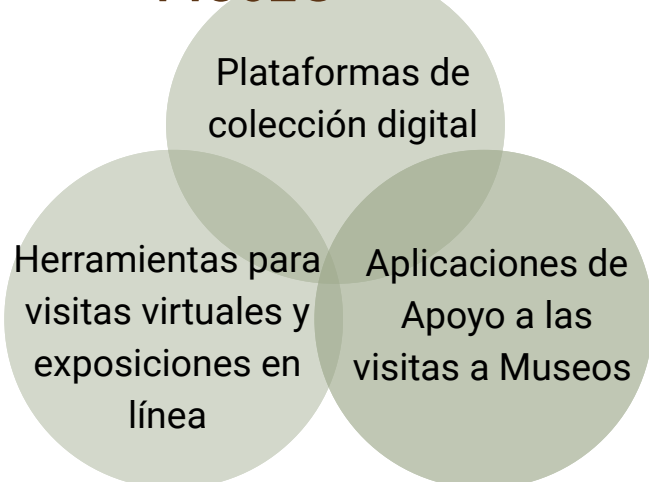 Plataformas de
colección digital
Herramientas para
visitas virtuales y
exposiciones en
línea
Aplicaciones de
Apoyo a las
visitas a Museos